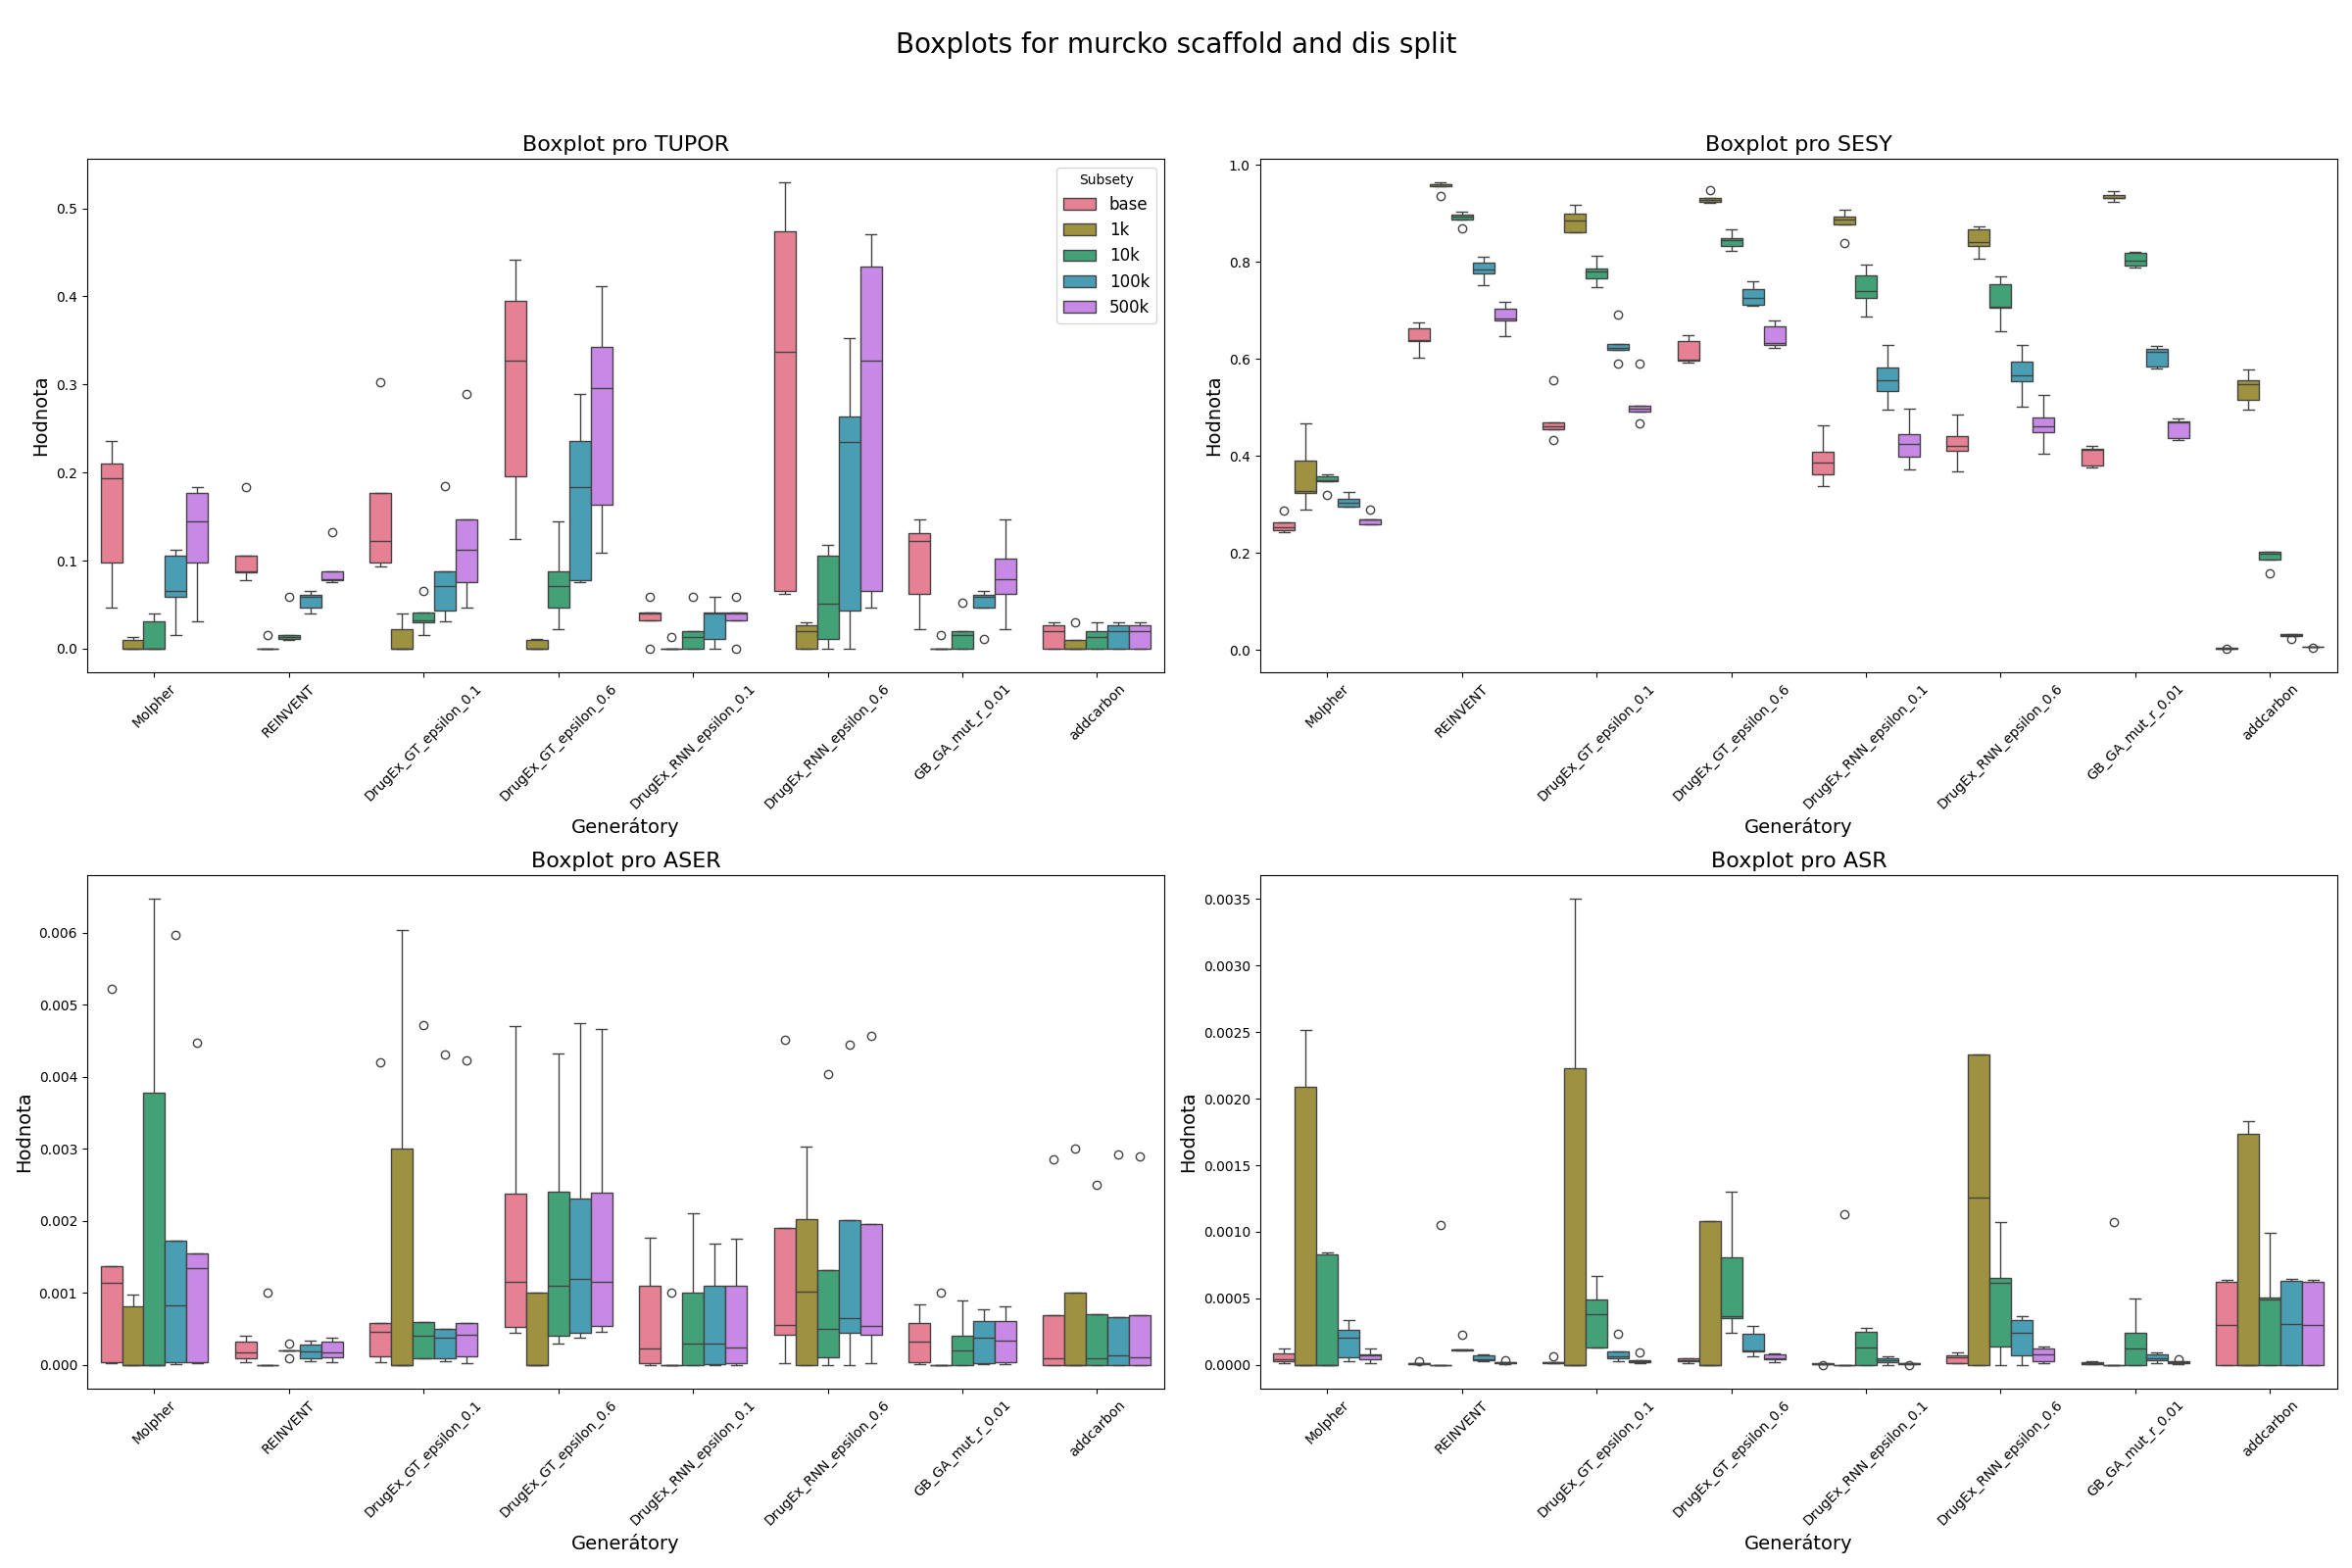 Boxplots for murcko scaffold and dis split
Boxplot pro TUPOR
Hodnota
0.5
0.4
0.3
0.2
0.1
0.0
Subsety
base
1k
10k
100k
500k
Molpher
REINVENT
DrugEx_GT_epsilon_0.1
DrugEx_GT_epsilon_0.6
DrugEx_RNN_epsilon_0.1
DrugEx_RNN_epsilon_0.6
GB_GA_mut_r_0.01
addcarbon
Generátory
Boxplot pro SESY
Hodnota
1.0
0.8
0.6
0.4
0.2
0.0
Molpher
REINVENT
DrugEx_GT_epsilon_0.1
DrugEx_GT_epsilon_0.6
DrugEx_RNN_epsilon_0.1
DrugEx_RNN_epsilon_0.6
GB_GA_mut_r_0.01
addcarbon
Generátory
Boxplot pro ASER
Hodnota
0.006
0.005
0.004
0.003
0.002
0.001
0.000
Molpher
REINVENT
DrugEx_GT_epsilon_0.1
DrugEx_GT_epsilon_0.6
DrugEx_RNN_epsilon_0.1
DrugEx_RNN_epsilon_0.6
GB_GA_mut_r_0.01
addcarbon
Generátory
Boxplot pro ASR
Hodnota
0.0035
0.0030
0.0025
0.0020
0.0015
0.0010
0.0005
0.0000
Molpher
REINVENT
DrugEx_GT_epsilon_0.1
DrugEx_GT_epsilon_0.6
DrugEx_RNN_epsilon_0.1
DrugEx_RNN_epsilon_0.6
GB_GA_mut_r_0.01
addcarbon
Generátory